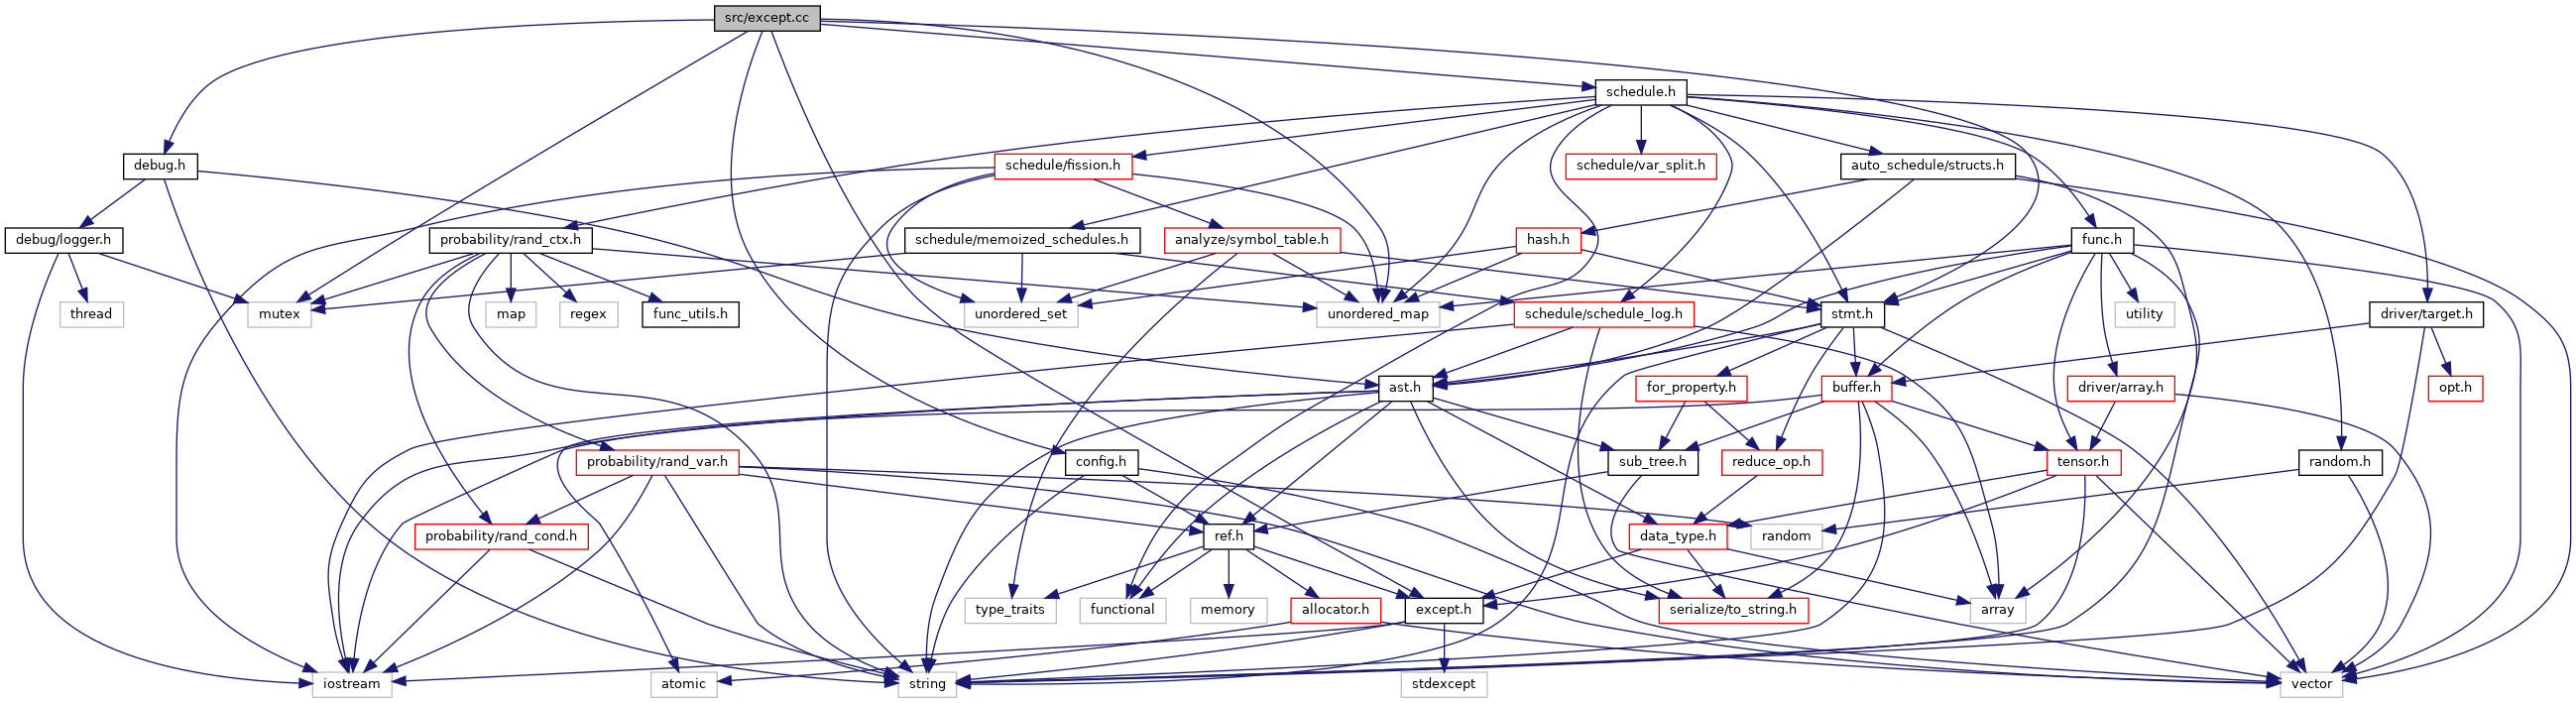 src/except.cc
schedule.h
debug.h
schedule/fission.h
schedule/var_split.h
auto_schedule/structs.h
debug/logger.h
probability/rand_ctx.h
schedule/memoized_schedules.h
analyze/symbol_table.h
hash.h
func.h
thread
mutex
map
regex
func_utils.h
unordered_set
unordered_map
schedule/schedule_log.h
stmt.h
utility
driver/target.h
ast.h
for_property.h
buffer.h
driver/array.h
opt.h
probability/rand_var.h
config.h
sub_tree.h
reduce_op.h
tensor.h
random.h
probability/rand_cond.h
ref.h
data_type.h
random
type_traits
functional
memory
allocator.h
except.h
serialize/to_string.h
array
iostream
atomic
string
stdexcept
vector